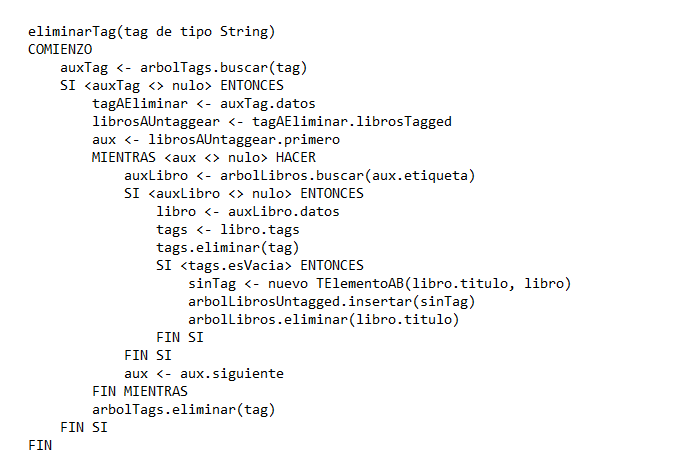 eliminarTag(tag de tipo String)
COMIENZO
    auxTag <- arbolTags.buscar(tag)
    SI <auxTag <> nulo> ENTONCES
        tagAEliminar <- auxTag.datos
        librosAUntaggear <- tagAEliminar.librosTagged
        aux <- librosAUntaggear.primero
        MIENTRAS <aux <> nulo> HACER
            auxLibro <- arbolLibros.buscar(aux.etiqueta)
            SI <auxLibro <> nulo> ENTONCES
                libro <- auxLibro.datos
                tags <- libro.tags
                tags.eliminar(tag)
                SI <tags.esVacia> ENTONCES
                    sinTag <- nuevo TElementoAB(libro.titulo, libro)
                    arbolLibrosUntagged.insertar(sinTag)
                    arbolLibros.eliminar(libro.titulo)
                FIN SI
            FIN SI
            aux <- aux.siguiente
        FIN MIENTRAS
        arbolTags.eliminar(tag)
    FIN SI
FIN